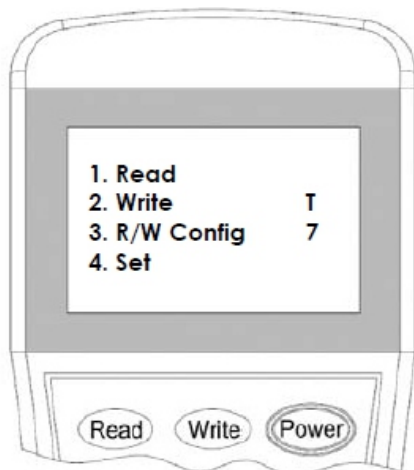 1. Read
2. Write T
3. R/W Config 7
4. Set
Read Write Power